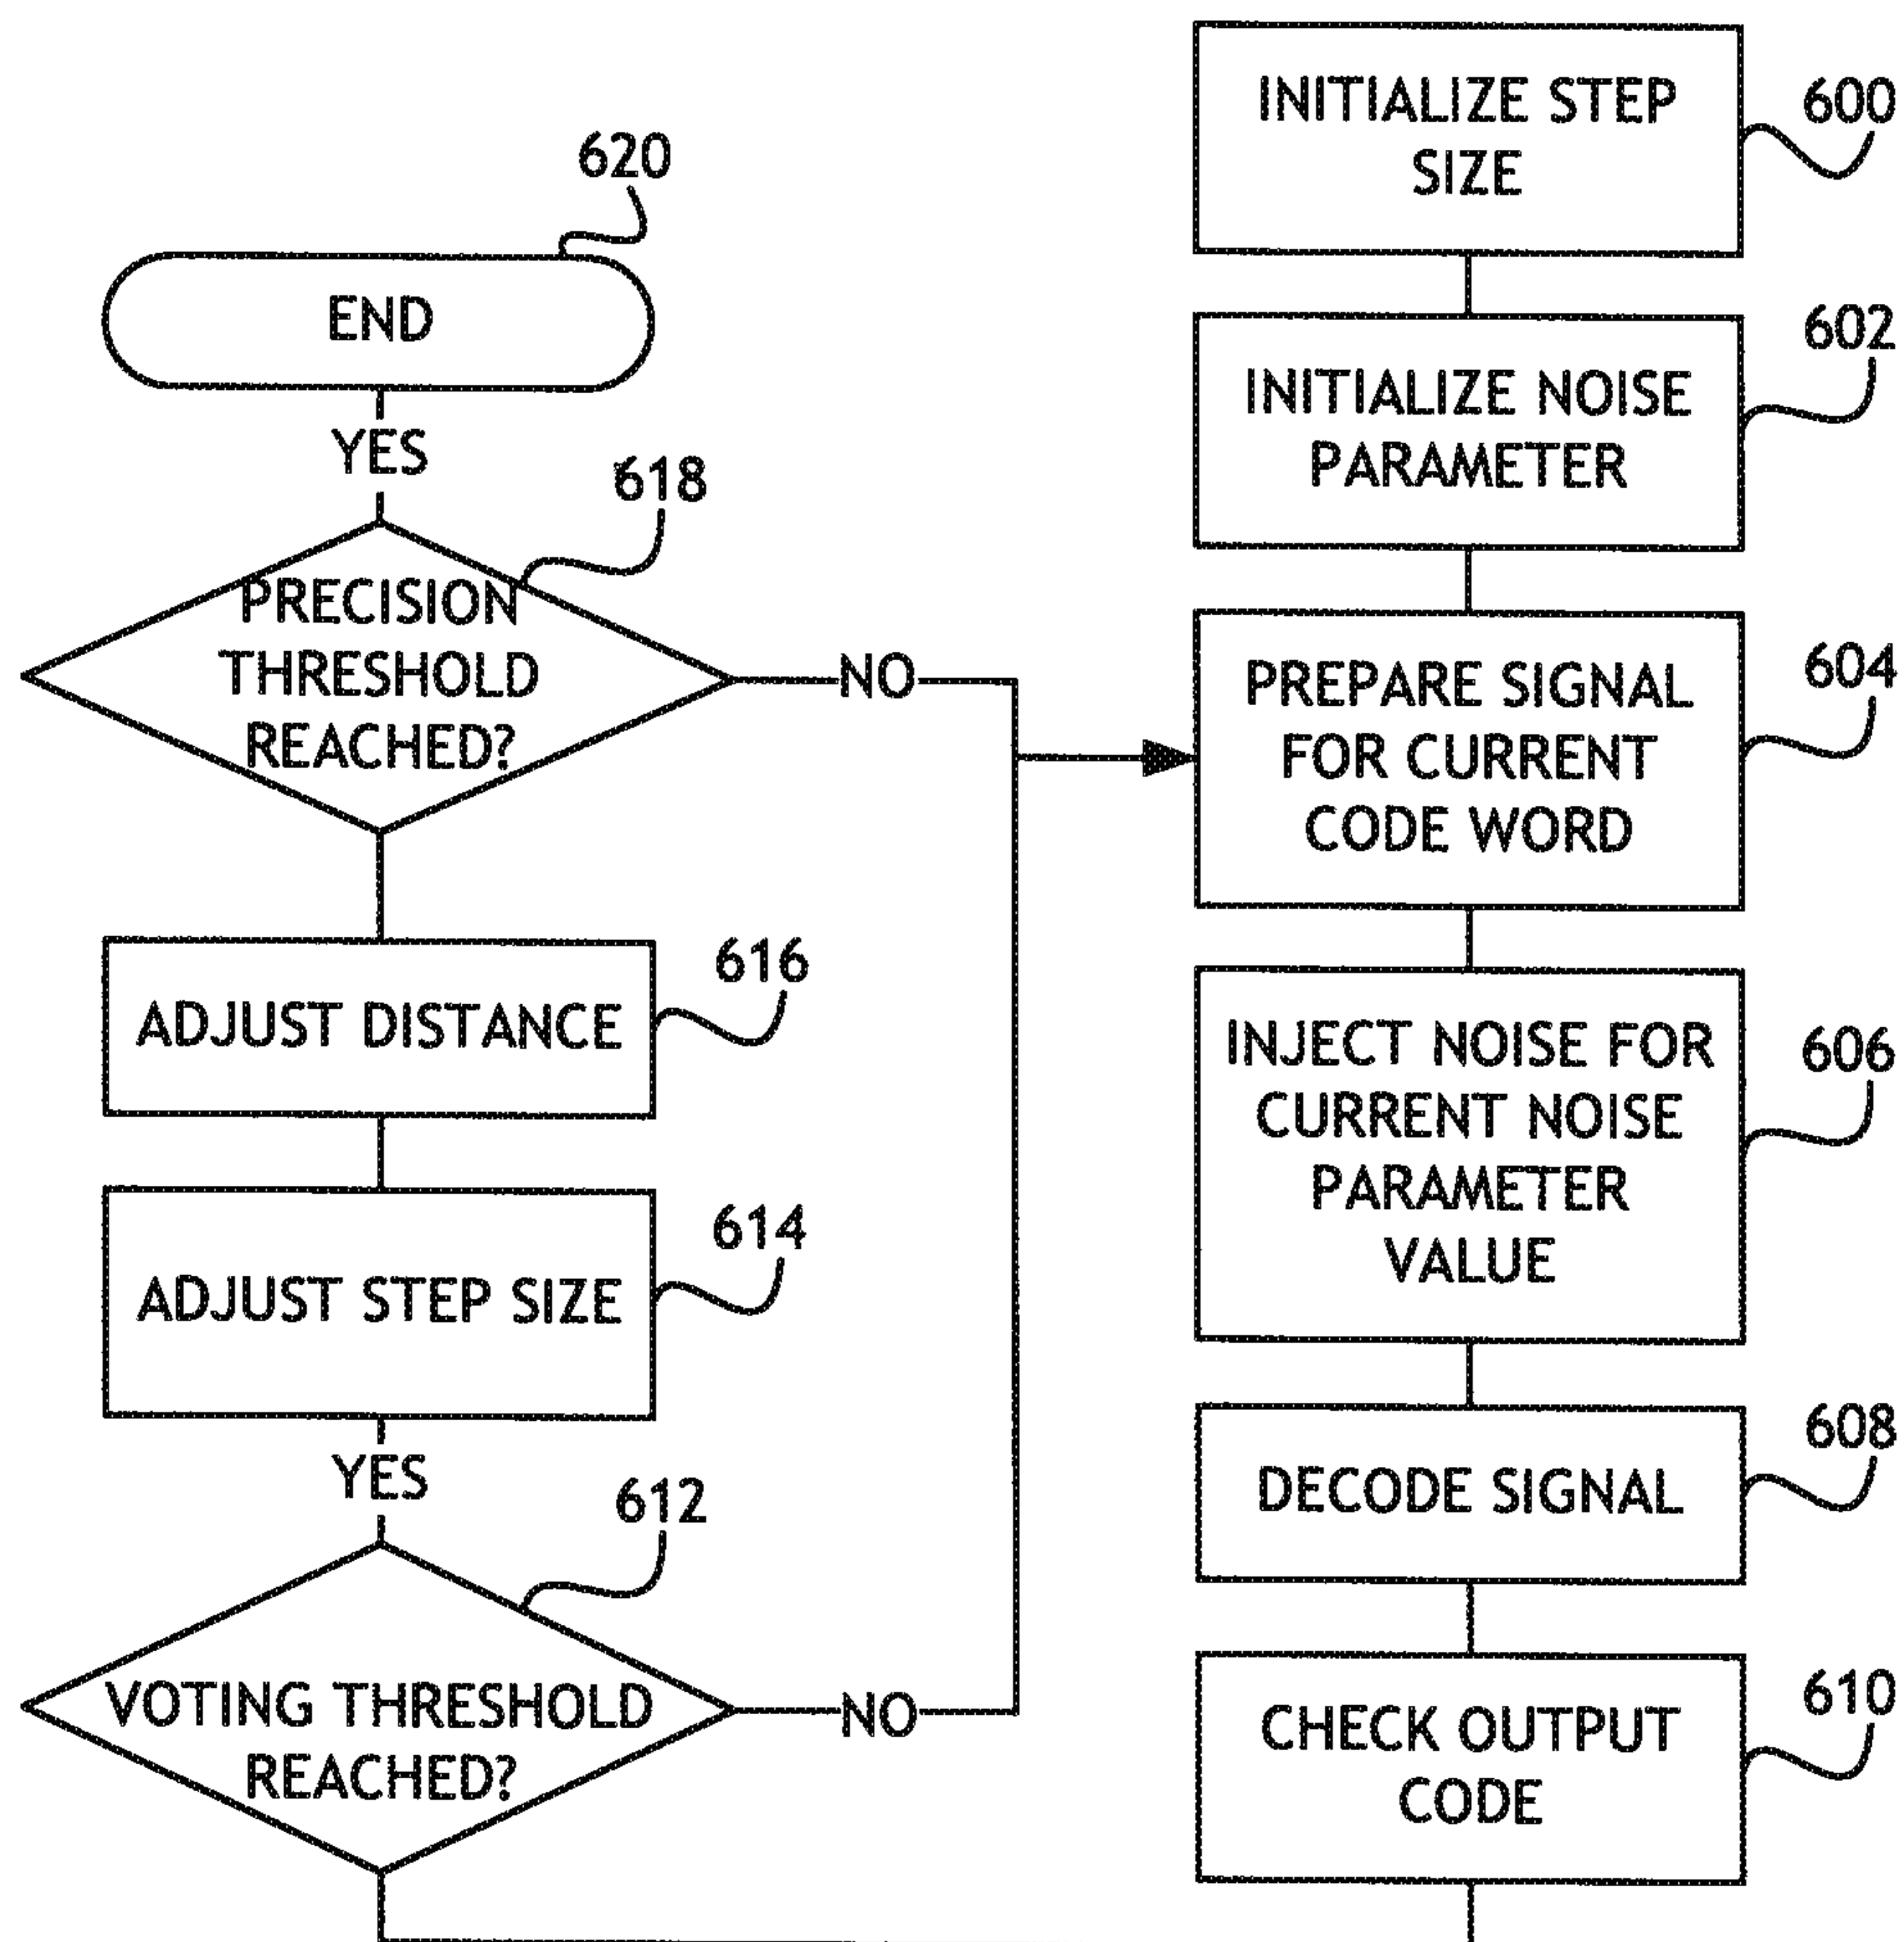 INITIALIZE STEP
SIZE
600
INITIALIZE NOISE
PARAMETER
602
PREPARE SIGNAL
FOR CURRENT
CODE WORD
604
INJECT NOISE FOR
CURRENT NOISE
PARAMETER
VALUE
606
DECODE SIGNAL
608
CHECK OUTPUT
CODE
610
VOTING THRESHOLD
REACHED?
612
NO
YES
ADJUST STEP SIZE
614
ADJUST DISTANCE
616
PRECISION
THRESHOLD
REACHED?
618
NO
YES
END
620